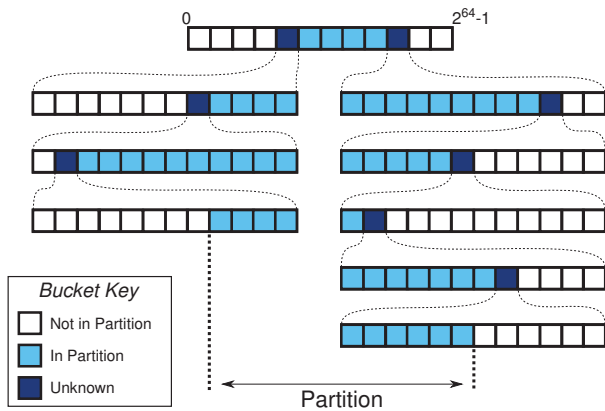 0 2⁶⁴-1
Bucket Key
Not in Partition
In Partition
Unknown
Partition